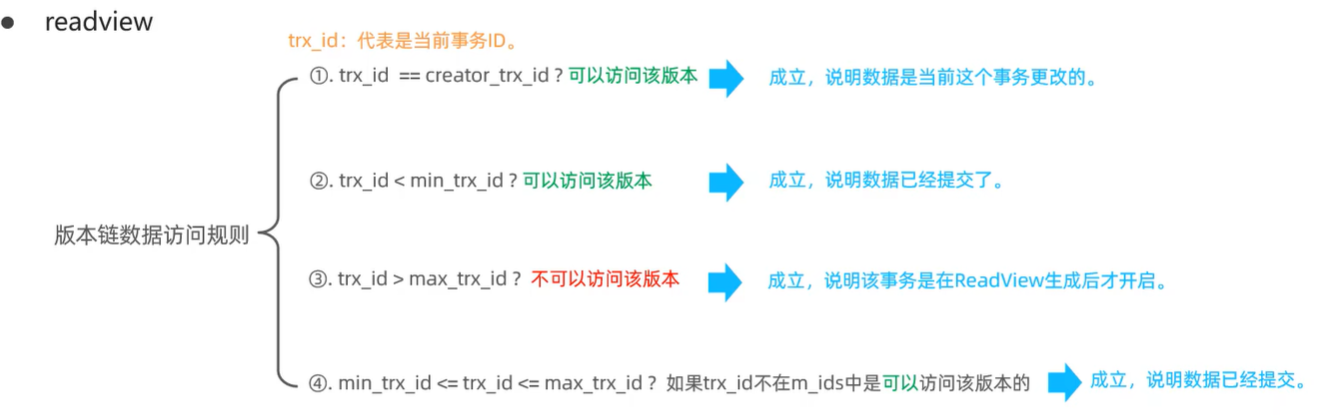 ● readview
trx_id：代表是当前事务ID。
①. trx_id == creator_trx_id ? 可以访问该版本 成立，说明数据是当前这个事务更改的。
②. trx_id < min_trx_id ? 可以访问该版本 成立，说明数据已经提交了。
版本链数据访问规则
③. trx_id > max_trx_id ? 不可以访问该版本 成立，说明该事务是在ReadView生成后才开启。
④. min_trx_id <= trx_id <= max_trx_id ? 如果trx_id不在m_ids中是可以访问该版本的 成立，说明数据已经提交。